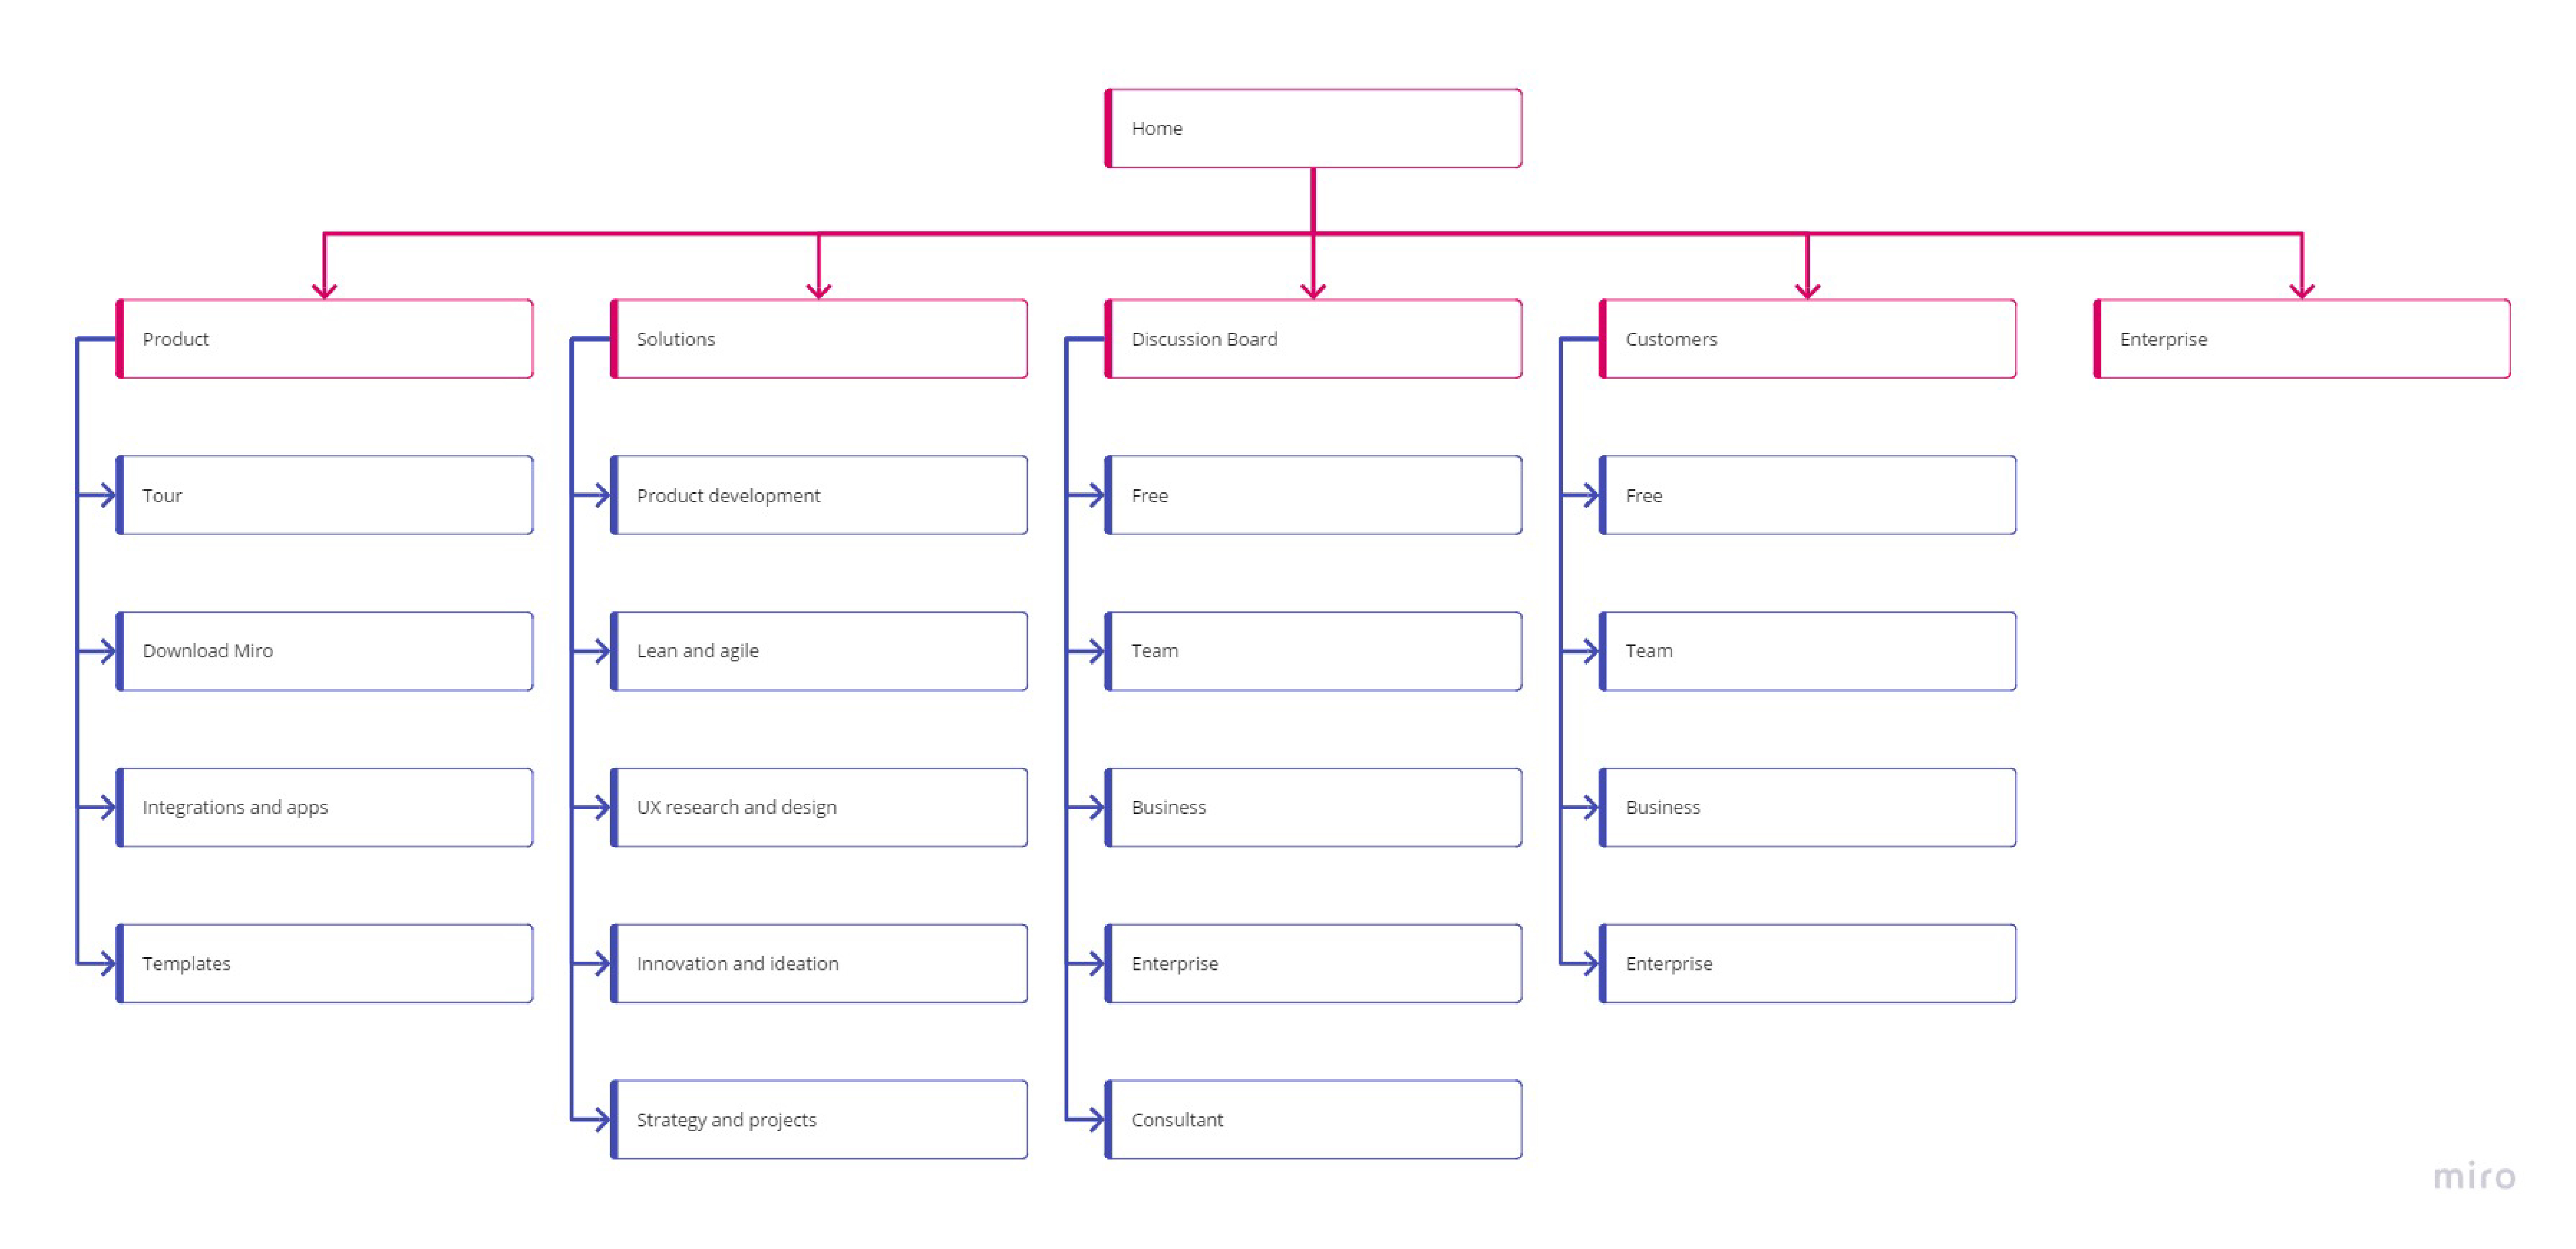 Home
Product
Solutions
Discussion Board
Customers
Enterprise
Tour
Product development
Free
Free
Download Miro
Lean and agile
Team
Team
Integrations and apps
UX research and design
Business
Business
Templates
Innovation and ideation
Enterprise
Enterprise
Strategy and projects
Consultant
miro